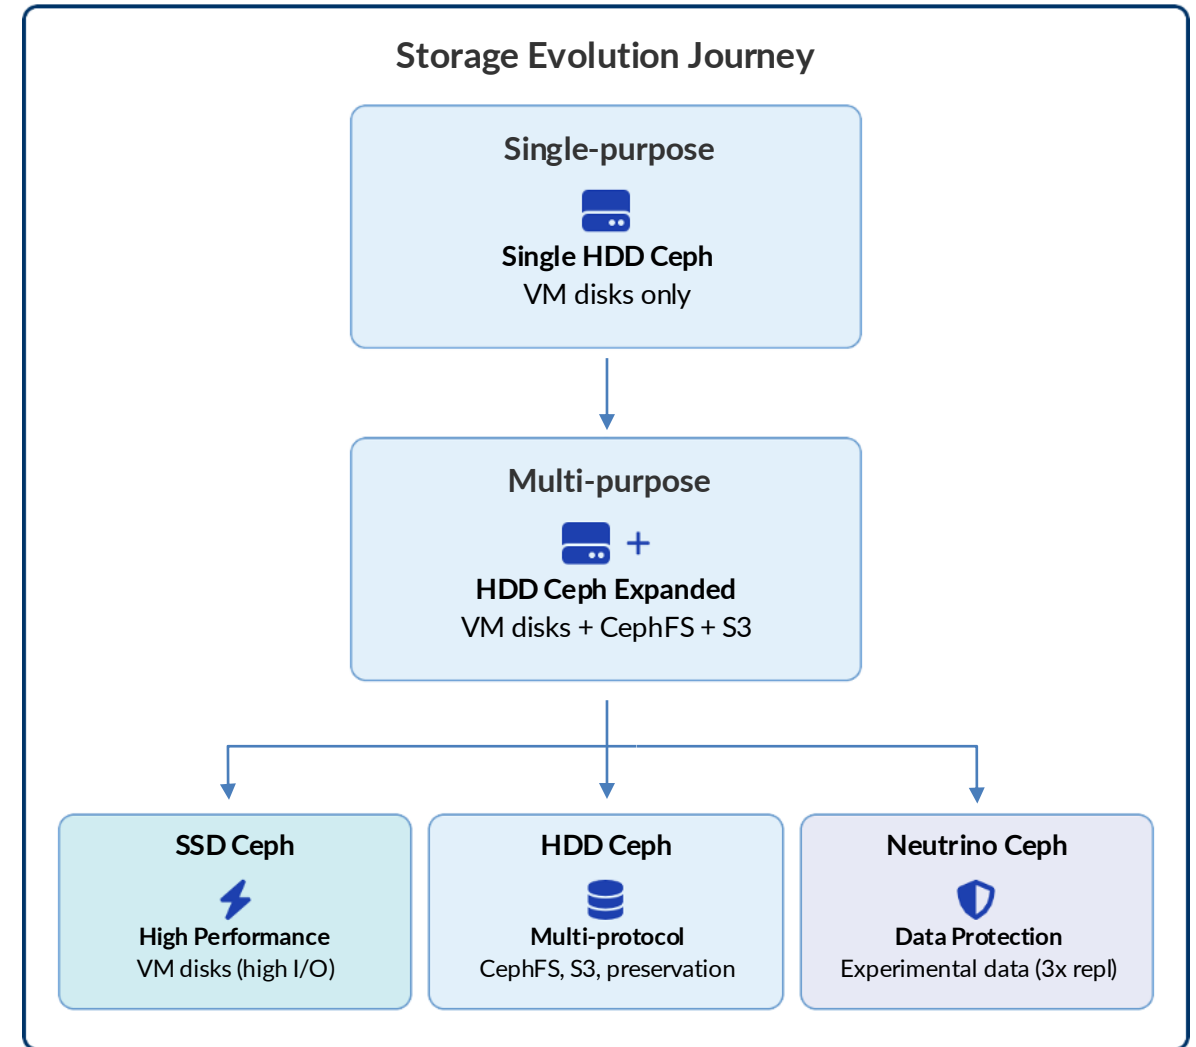 Storage Evolution Journey
Single-purpose
Single HDD Ceph
VM disks only
Multi-purpose
+
HDD Ceph Expanded
VM disks + CephFS + S3
SSD Ceph
High Performance
VM disks (high I/O)
HDD Ceph
Multi-protocol
CephFS, S3, preservation
Neutrino Ceph
Data Protection
Experimental data (3x repl)